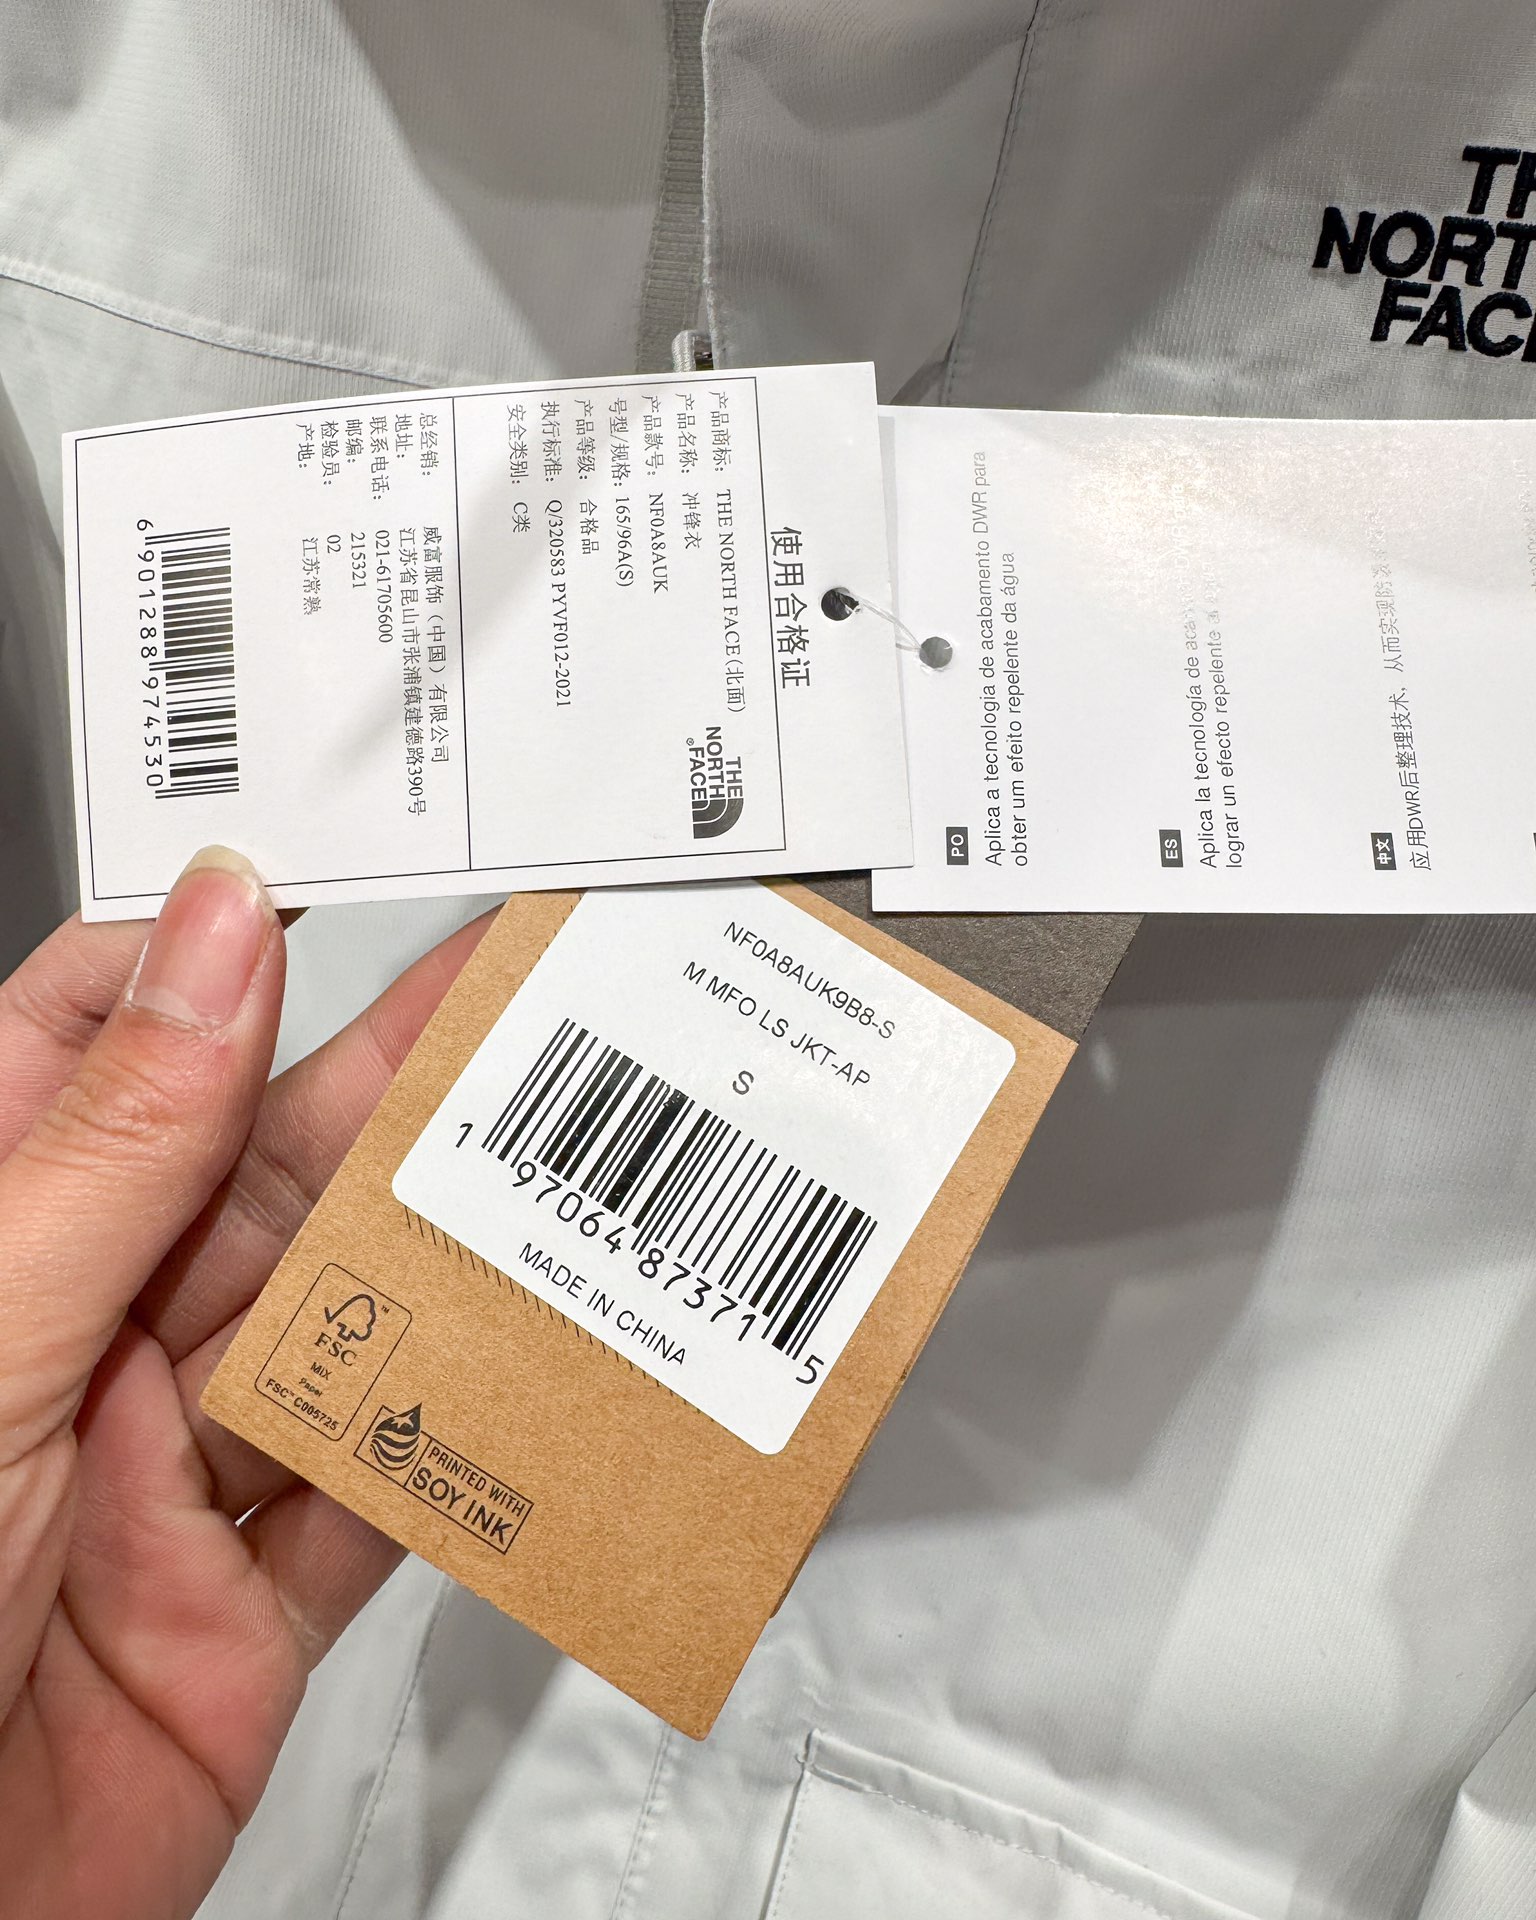 THE
NORTH
FACE
使用合格证
产品商标： THE NORTH FACE(北面)
产品名称： 冲锋衣
产品款号： NF0A8AUK
号型/规格： 165/96A(S)
产品等级： 合格品
执行标准： Q/320583 PYVF012-2021
安全类别： C类
THE
NORTH
FACE®
总经销： 威富服饰（中国）有限公司
地址： 江苏省昆山市张浦镇建德路390号
联系电话： 021-61705600
邮编： 215321
检验员： 02
产地： 江苏常熟
6 901288 974530
PO
Aplica a tecnologia de acabamento DWR para
obter um efeito repelente da água
ES
Aplica la tecnología de
lograr un efecto repelente
中文
应用DWR后整理技术，从而实现防泼
NF0A8AUK9B8-S
M MFO LS JKT-AP
S
1 97064 87371 5
MADE IN CHINA
FSC™
MIX
Paper
FSC™ C005725
PRINTED WITH
SOY INK